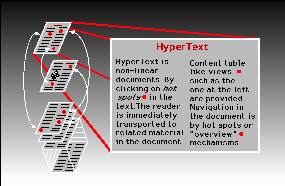 HyperText
HyperText is
non-linear
documents. By
clicking on hot
spots in the
text. The reader
is immediately
transported to
related material
in the document.
Content table
like views
such as the
one at the left,
are provided
Navigation in
the document is
by hot spots or
"overview"
mechanisms